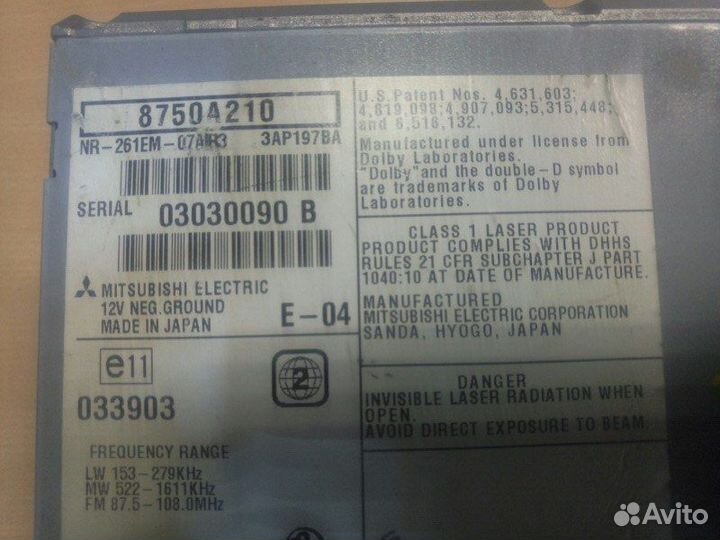 8750A210
NR-261EM-07AIR3 3AP197BA
SERIAL 03030090 B
MITSUBISHI ELECTRIC
12V NEG.GROUND
MADE IN JAPAN
E-04
e11
2
033903
FREQUENCY RANGE
LW 153-279KHz
MW 522-1611KHz
FM 87.5-108.0MHz
U.S.Patent Nos. 4,631,603;
4,619,098;4,907,093;5,315,448;
and 6,516,132.
Manufactured under license from
Dolby Laboratories.
"Dolby" and the double-D symbol
are trademarks of Dolby
Laboratories.
CLASS 1 LASER PRODUCT
PRODUCT COMPLIES WITH DHHS
RULES 21 CFR SUBCHAPTER J PART
1040:10 AT DATE OF MANUFACTURE.
MANUFACTURED
MITSUBISHI ELECTRIC CORPORATION
SANDA, HYOGO, JAPAN
DANGER
INVISIBLE LASER RADIATION WHEN
OPEN.
AVOID DIRECT EXPOSURE TO BEAM.
Avito